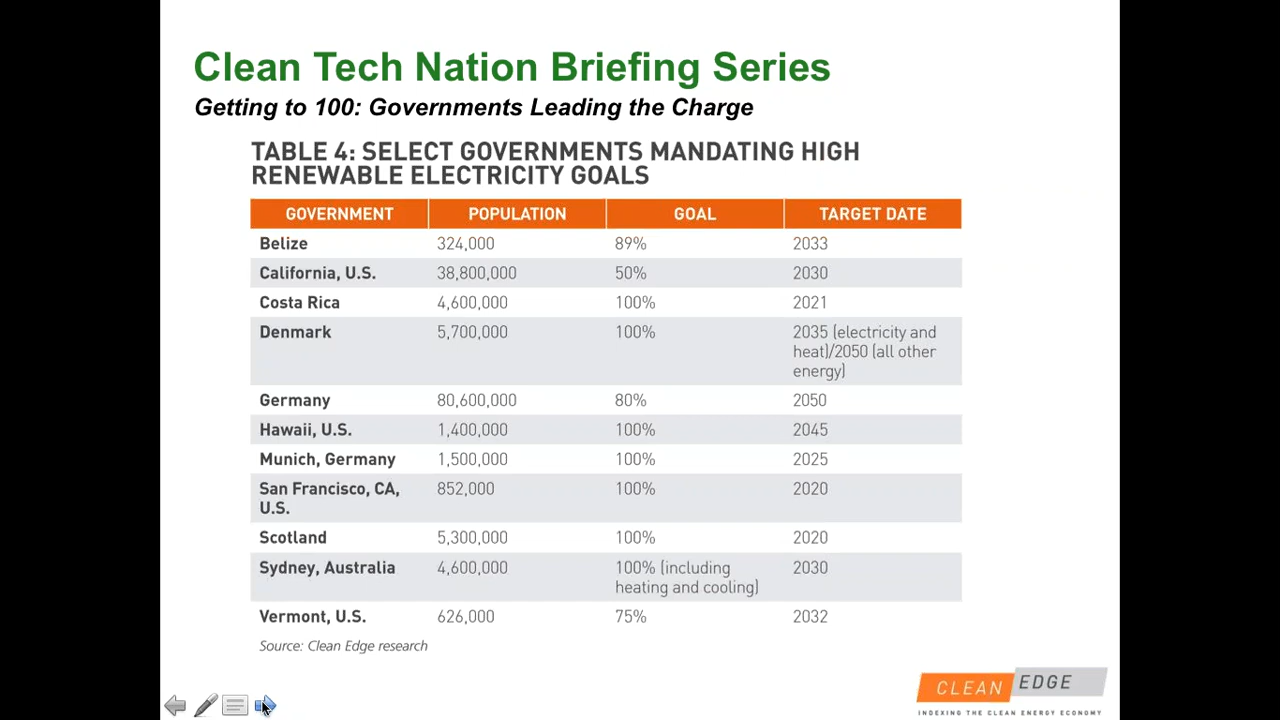 Clean Tech Nation Briefing Series
Getting to 100: Governments Leading the Charge
TABLE 4: SELECT GOVERNMENTS MANDATING HIGH
RENEWABLE ELECTRICITY GOALS
GOVERNMENT POPULATION GOAL TARGET DATE
Belize 324,000 89% 2033
California, U.S. 38,800,000 50% 2030
Costa Rica 4,600,000 100% 2021
Denmark 5,700,000 100% 2035 (electricity and
heat)/2050 (all other
energy)
Germany 80,600,000 80% 2050
Hawaii, U.S. 1,400,000 100% 2045
Munich, Germany 1,500,000 100% 2025
San Francisco, CA, 852,000 100% 2020
U.S.
Scotland 5,300,000 100% 2020
Sydney, Australia 4,600,000 100% (including 2030
heating and cooling)
Vermont, U.S. 626,000 75% 2032
Source: Clean Edge research
CLEAN EDGE
INDEXING THE CLEAN ENERGY ECONOMY